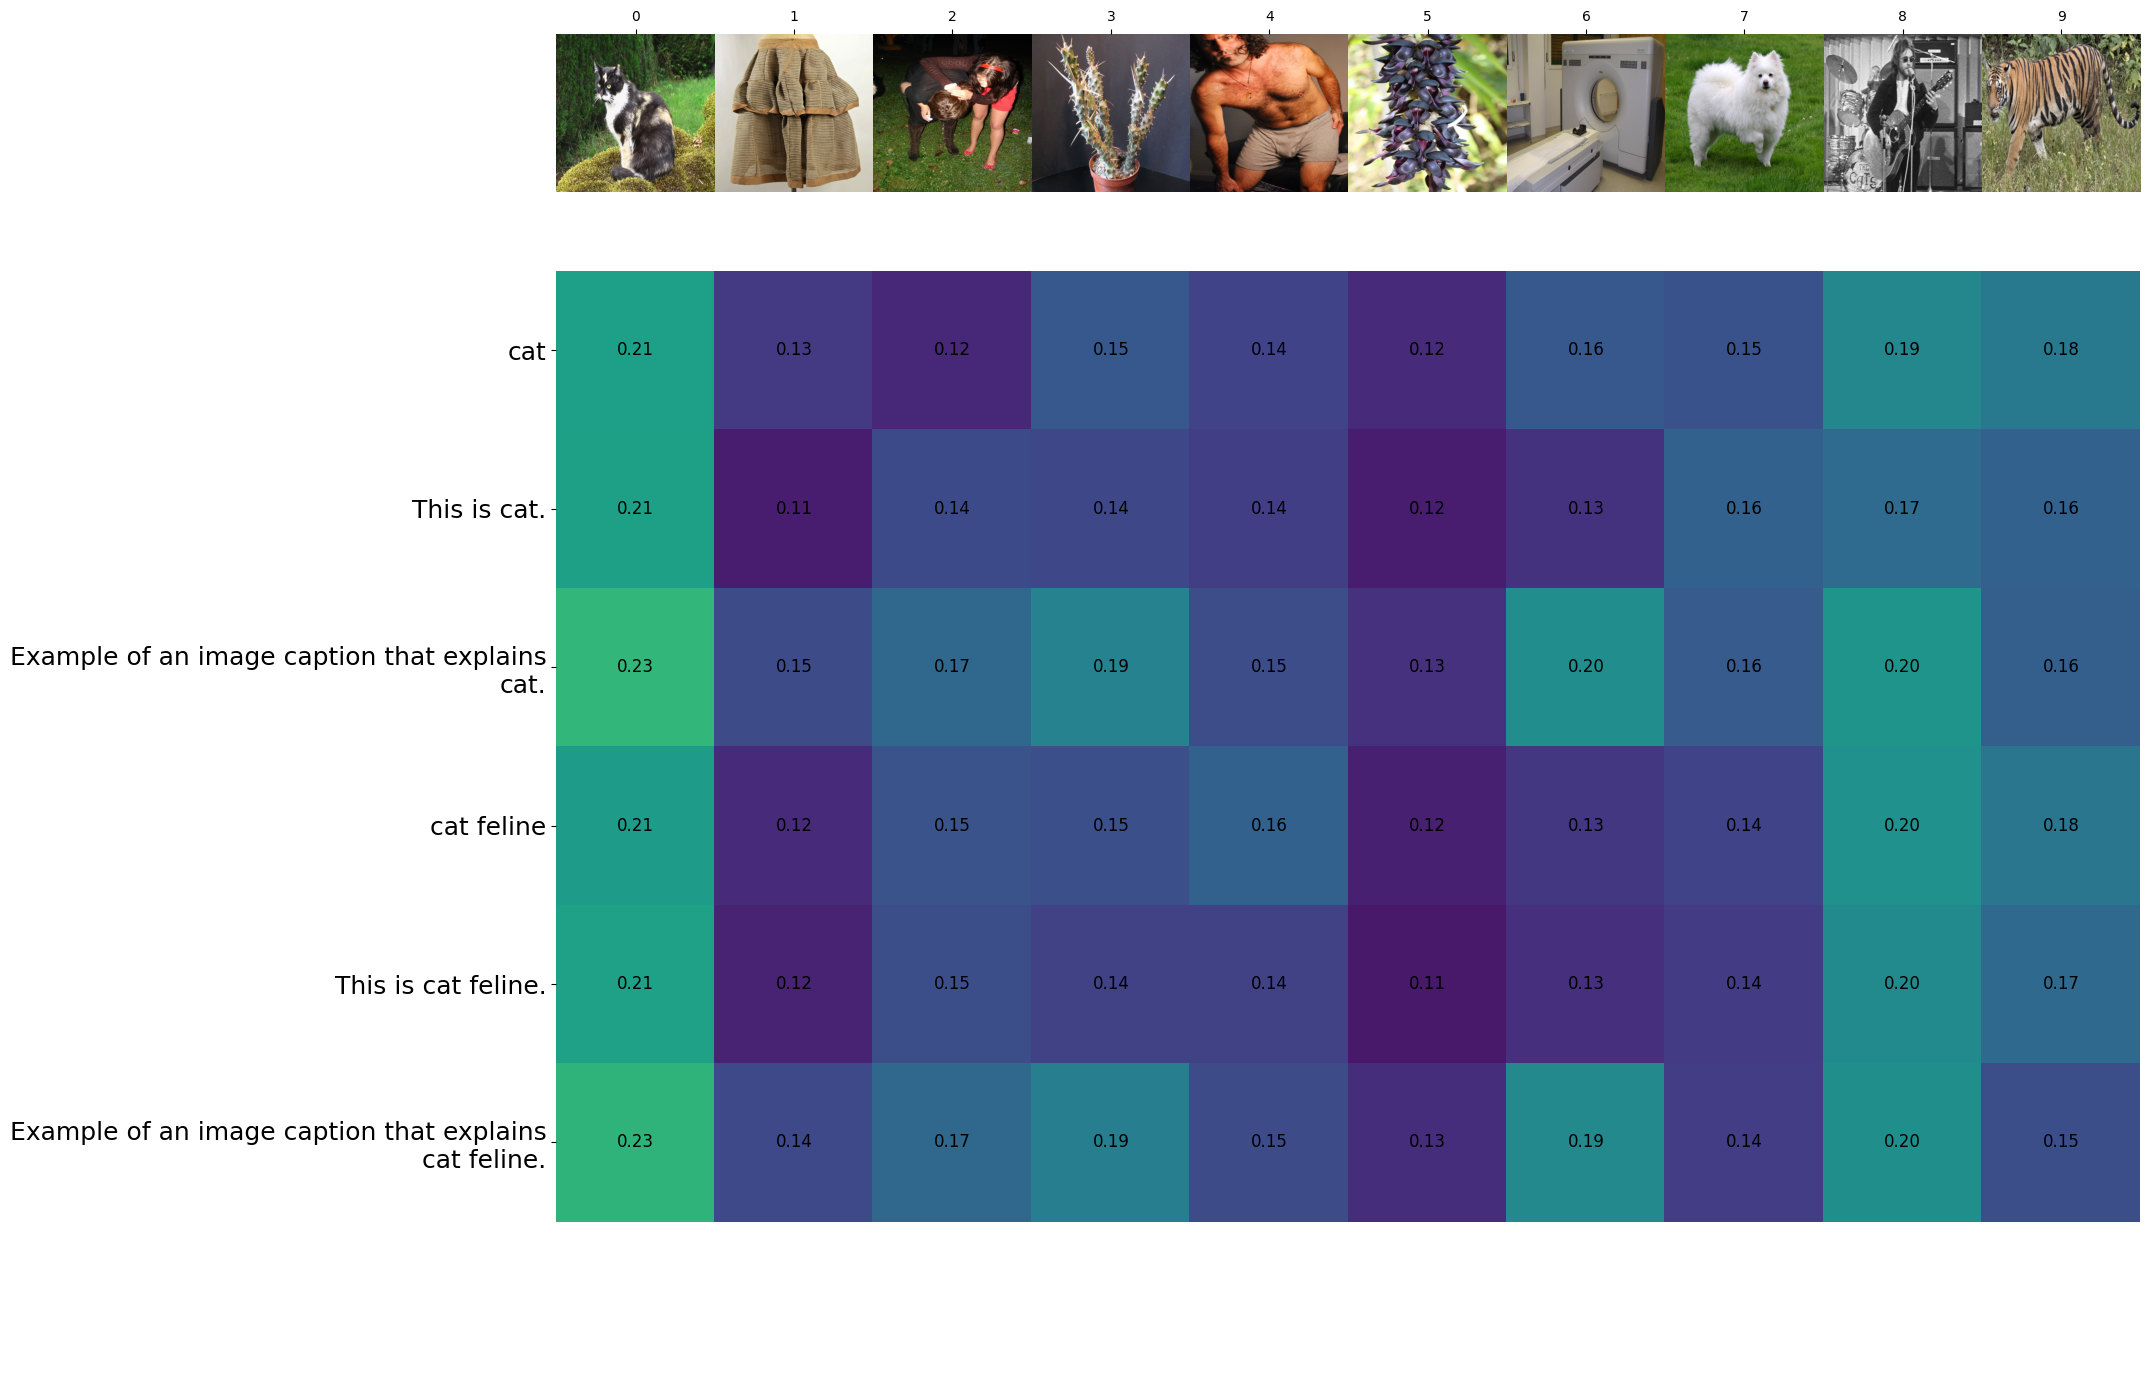 0 1 2 3 4 5 6 7 8 9
CATS
cat 0.21 0.13 0.12 0.15 0.14 0.12 0.16 0.15 0.19 0.18
This is cat. 0.21 0.11 0.14 0.14 0.14 0.12 0.13 0.16 0.17 0.16
Example of an image caption that explains
cat. 0.23 0.15 0.17 0.19 0.15 0.13 0.20 0.16 0.20 0.16
cat feline 0.21 0.12 0.15 0.15 0.16 0.12 0.13 0.14 0.20 0.18
This is cat feline. 0.21 0.12 0.15 0.14 0.14 0.11 0.13 0.14 0.20 0.17
Example of an image caption that explains
cat feline. 0.23 0.14 0.17 0.19 0.15 0.13 0.19 0.14 0.20 0.15